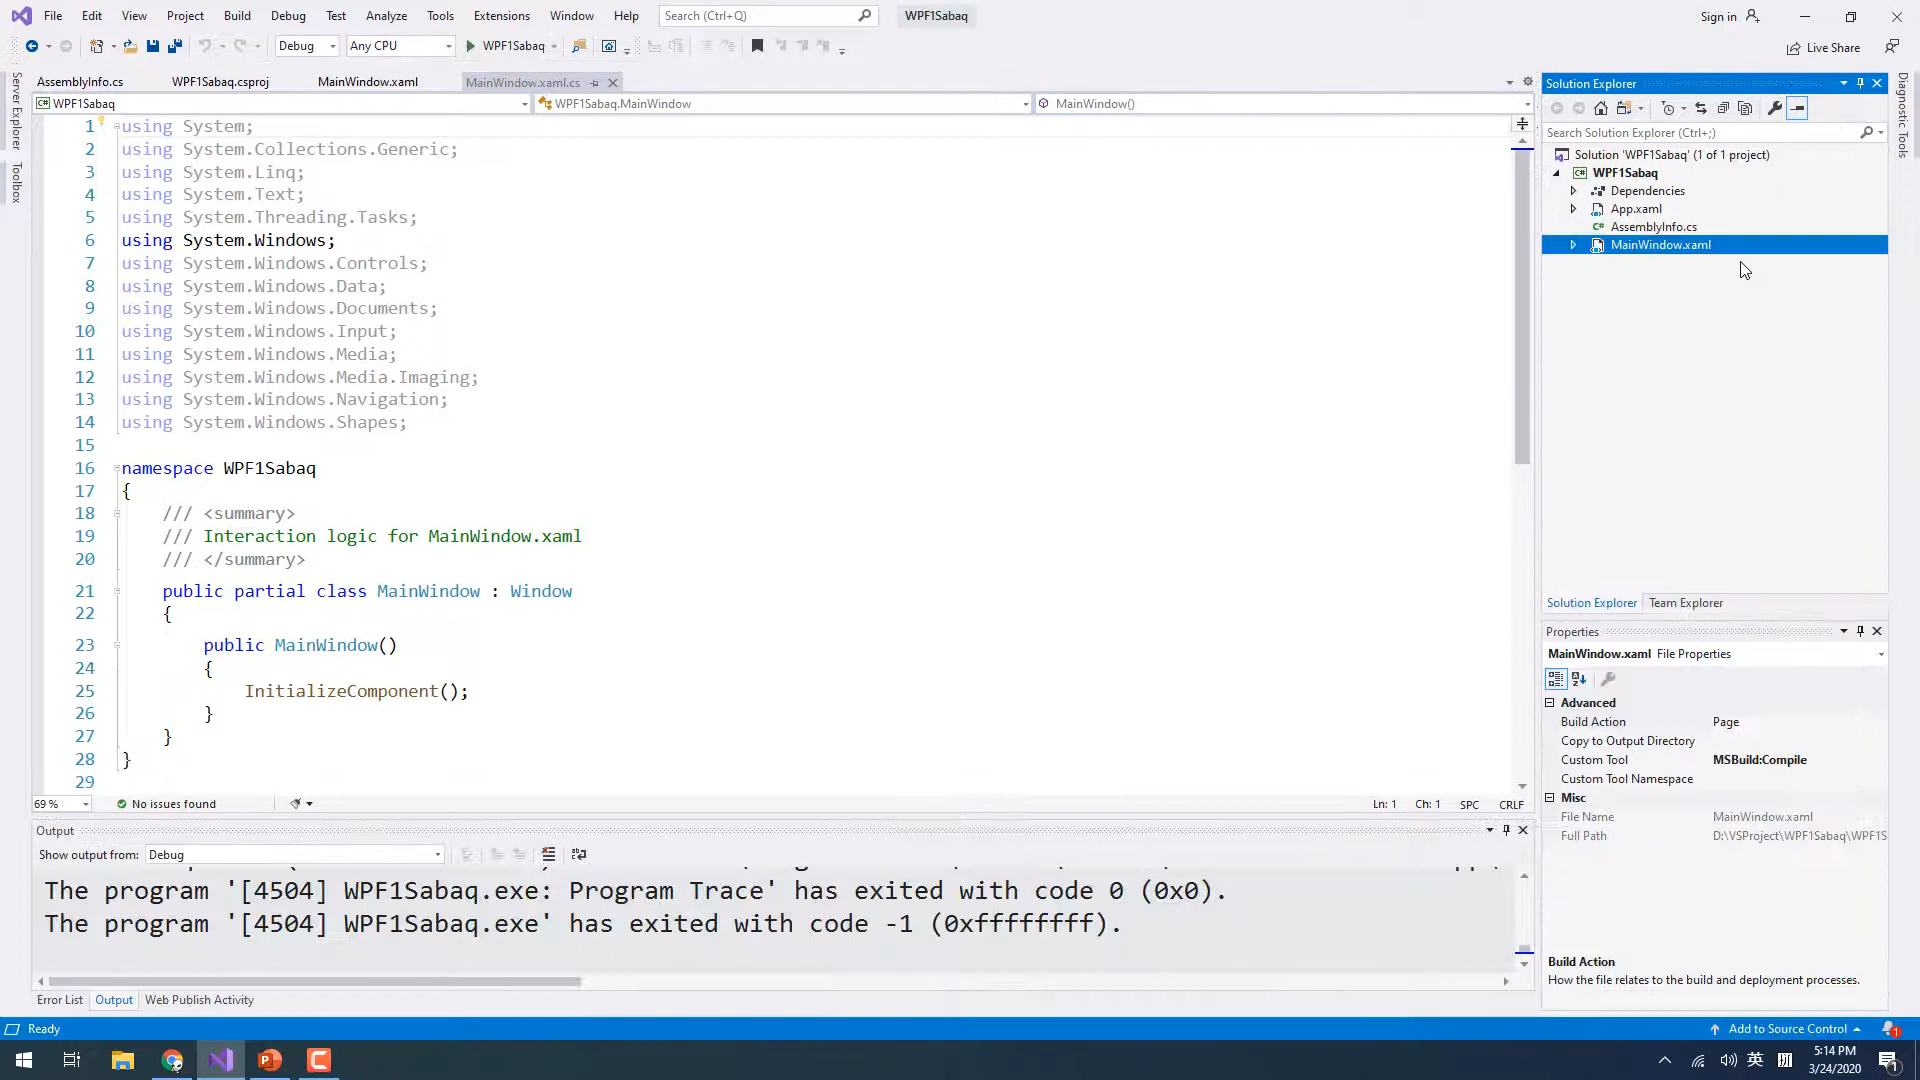 File Edit View Project Build Debug Test Analyze Tools Extensions Window Help Search (Ctrl+Q) WPF1Sabaq Sign in
Debug Any CPU WPF1Sabaq Live Share
AssemblyInfo.cs WPF1Sabaq.csproj MainWindow.xaml MainWindow.xaml.cs
WPF1Sabaq WPF1Sabaq.MainWindow MainWindow()
Server Explorer
Toolbox
1 using System;
2 using System.Collections.Generic;
3 using System.Linq;
4 using System.Text;
5 using System.Threading.Tasks;
6 using System.Windows;
7 using System.Windows.Controls;
8 using System.Windows.Data;
9 using System.Windows.Documents;
10 using System.Windows.Input;
11 using System.Windows.Media;
12 using System.Windows.Media.Imaging;
13 using System.Windows.Navigation;
14 using System.Windows.Shapes;
15
16 namespace WPF1Sabaq
17 {
18 /// <summary>
19 /// Interaction logic for MainWindow.xaml
20 /// </summary>
21 public partial class MainWindow : Window
22 {
23 public MainWindow()
24 {
25 InitializeComponent();
26 }
27 }
28 }
29
69 % No issues found Ln: 1 Ch: 1 SPC CRLF
Output
Show output from: Debug
The program '[4504] WPF1Sabaq.exe: Program Trace' has exited with code 0 (0x0).
The program '[4504] WPF1Sabaq.exe' has exited with code -1 (0xffffffff).
Error List Output Web Publish Activity
Solution Explorer
Search Solution Explorer (Ctrl+;)
Solution 'WPF1Sabaq' (1 of 1 project)
WPF1Sabaq
Dependencies
App.xaml
AssemblyInfo.cs
MainWindow.xaml
Solution Explorer Team Explorer
Properties
MainWindow.xaml File Properties
Advanced
Build Action Page
Copy to Output Directory
Custom Tool MSBuild:Compile
Custom Tool Namespace
Misc
File Name MainWindow.xaml
Full Path D:\VSProject\WPF1Sabaq\WPF1S
Build Action
How the file relates to the build and deployment processes.
Diagnostic Tools
Ready Add to Source Control 1
英 5:14 PM
3/24/2020 1